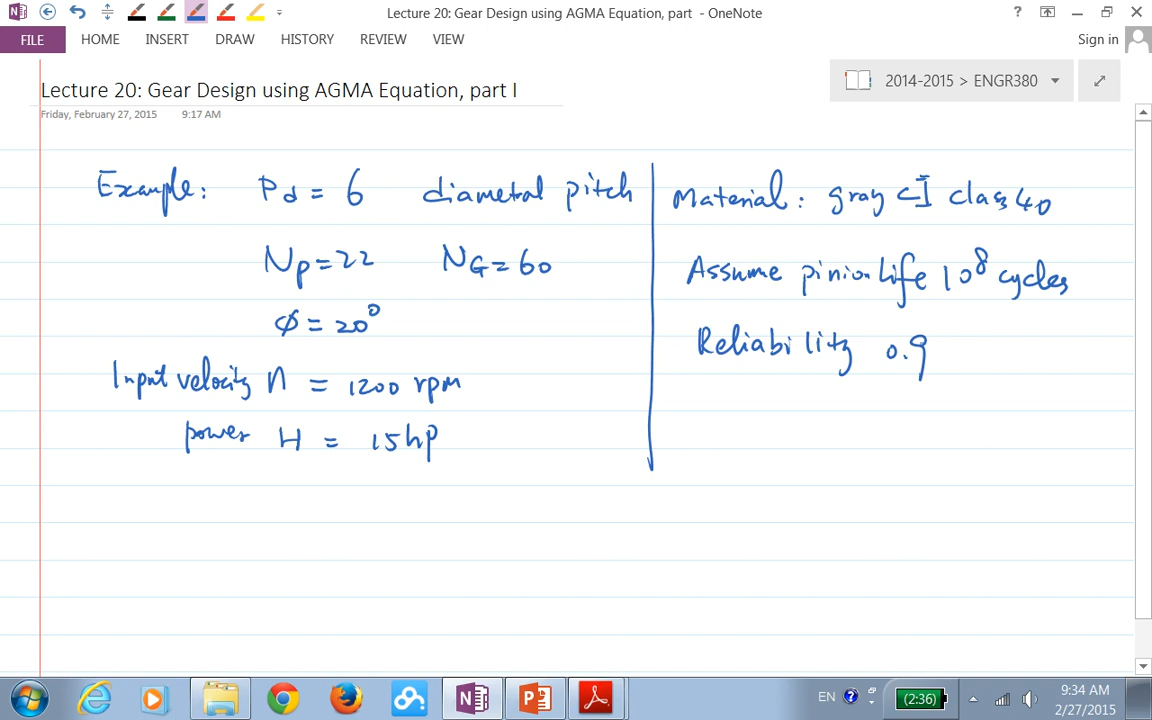 Lecture 20: Gear Design using AGMA Equation, part - OneNote
?
FILE HOME INSERT DRAW HISTORY REVIEW VIEW
Sign in
Lecture 20: Gear Design using AGMA Equation, part I
2014-2015 > ENGR380
Friday, February 27, 2015 9:17 AM
Example: Pd = 6 diametral pitch
NP = 22 NG = 60
ϕ = 20°
Input velocity n = 1200 rpm
power H = 15hp
Material: gray CI class 40
Assume pinion life 10⁸ cycles
Reliability 0.9
EN
(2:36)
9:34 AM
2/27/2015